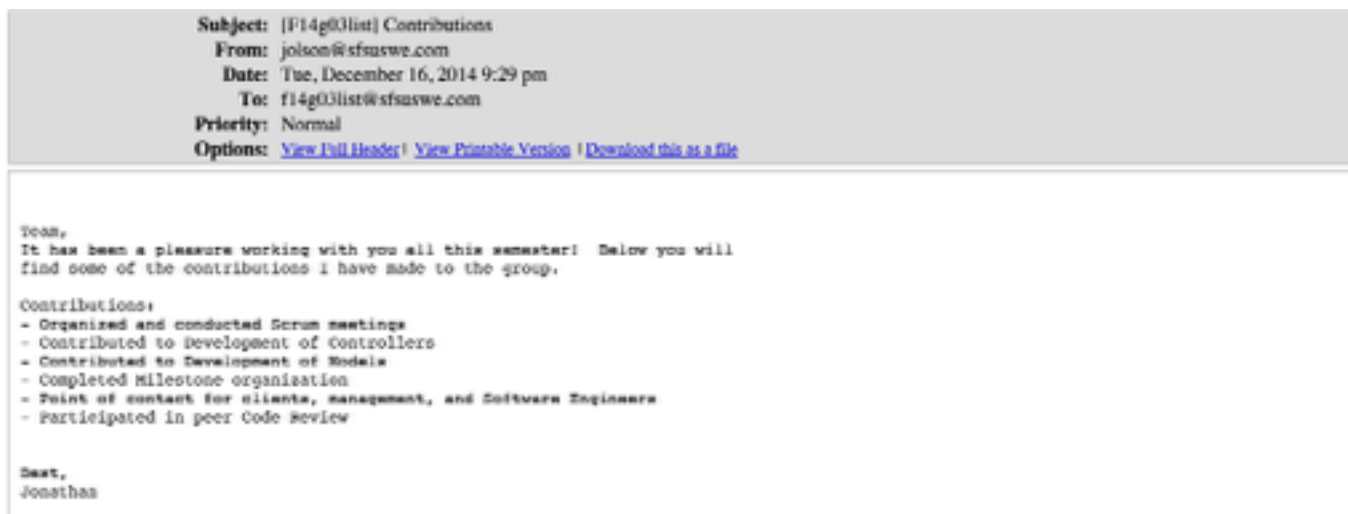 Subject: [F14g03list] Contributions
From: jolson@sfsuswe.com
Date: Tue, December 16, 2014 9:29 pm
To: f14g03list@sfsuswe.com
Priority: Normal
Options: View Full Header | View Printable Version | Download this as a file
Team,
It has been a pleasure working with you all this semester! Below you will
find some of the contributions I have made to the group.
Contributions:
- Organized and conducted Scrum meetings
- Contributed to Development of Controllers
- Contributed to Development of Models
- Completed Milestone organization
- Point of contact for clients, management, and Software Engineers
- Participated in peer Code Review
Best,
Jonathan